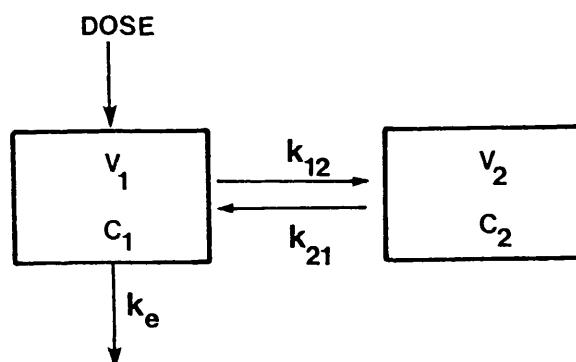 DOSE
V₁
C₁
k₁₂
k₂₁
V₂
C₂
kₑ